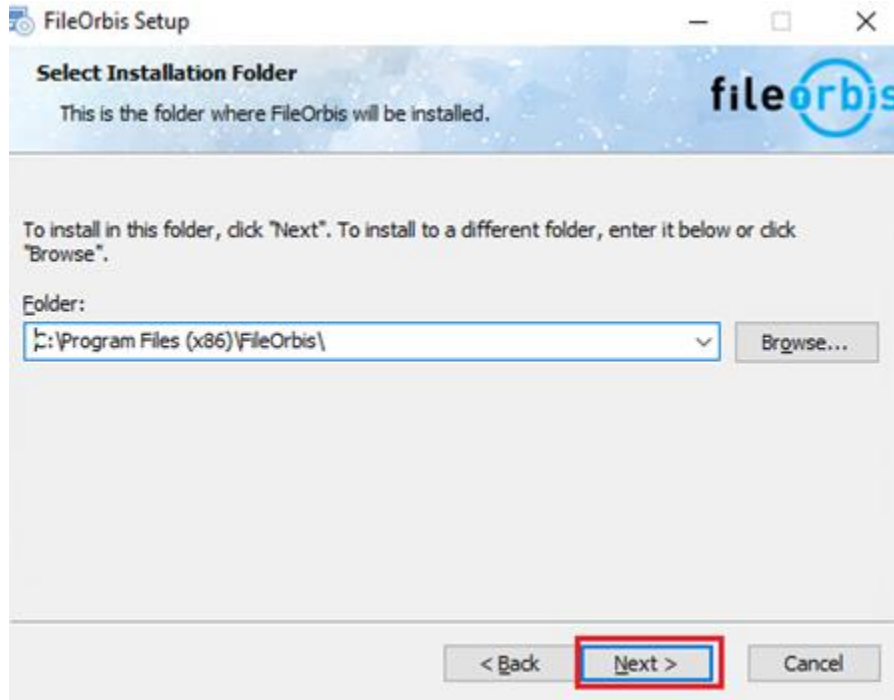 FileOrbis Setup
Select Installation Folder
This is the folder where FileOrbis will be installed.
fileorbis
To install in this folder, click "Next". To install to a different folder, enter it below or click
"Browse".
Folder:
C:\Program Files (x86)\FileOrbis\
Browse...
< Back
Next >
Cancel